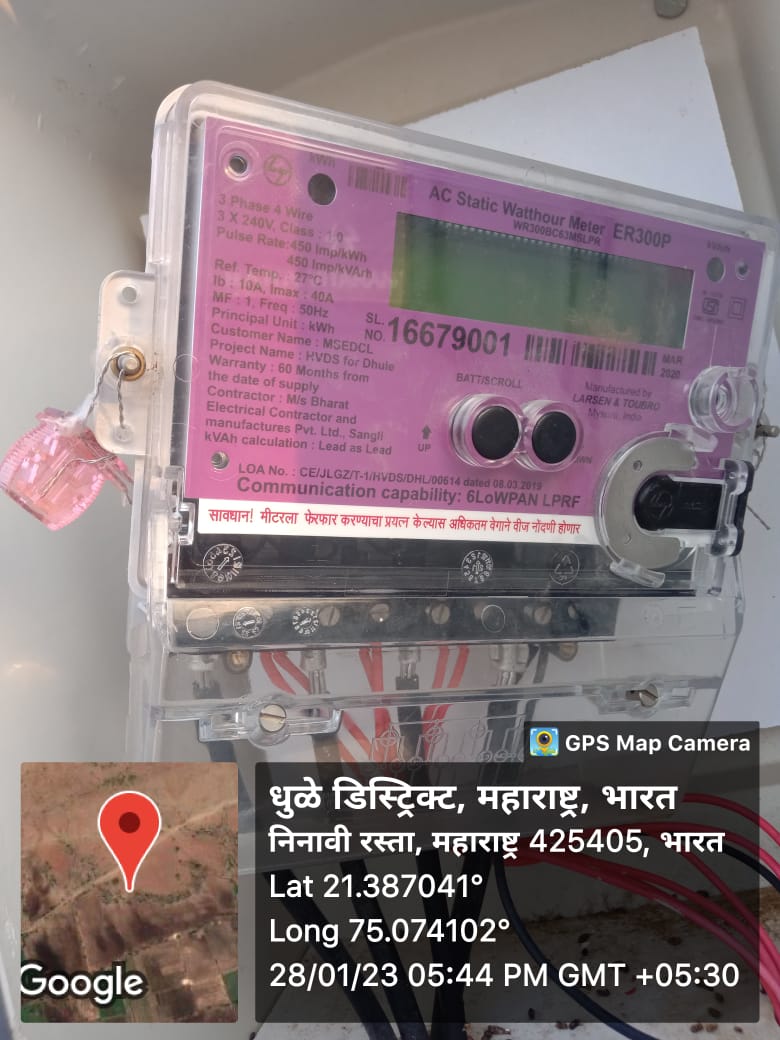 kWh
3 Phase 4 Wire
3 X 240V, Class : 1.0
Pulse Rate:450 Imp/kWh
450 Imp/kVArh
Ref. Temp. : 27°C
Ib : 10A, Imax : 40A
MF : 1, Freq : 50Hz
Principal Unit : kWh
Customer Name : MSEDCL
Project Name : HVDS for Dhule
Warranty : 60 Months from
the date of supply
Contractor : M/s Bharat
Electrical Contractor and
manufactures Pvt. Ltd., Sangli
kVAh calculation : Lead as Lead
AC Static Watthour Meter ER300P
WR300BC63MSLPR
kVArh
SL.
NO. 16679001
MAR
2020
BATT/SCROLL
UP
Manufactured by
LARSEN & TOUBRO
Mysuru, India
LOA No. : CE/JLGZ/T-1/HVDS/DHL/00614 dated 08.03.2019
Communication capability: 6LoWPAN LPRF
सावधान! मीटरला फेरफार करण्याचा प्रयत्न केल्यास अधिकतम वेगाने वीज नोंदणी होणार
GPS Map Camera
धुळे डिस्ट्रिक्ट, महाराष्ट्र, भारत
निनावी रस्ता, महाराष्ट्र 425405, भारत
Lat 21.387041°
Long 75.074102°
28/01/23 05:44 PM GMT +05:30
Google